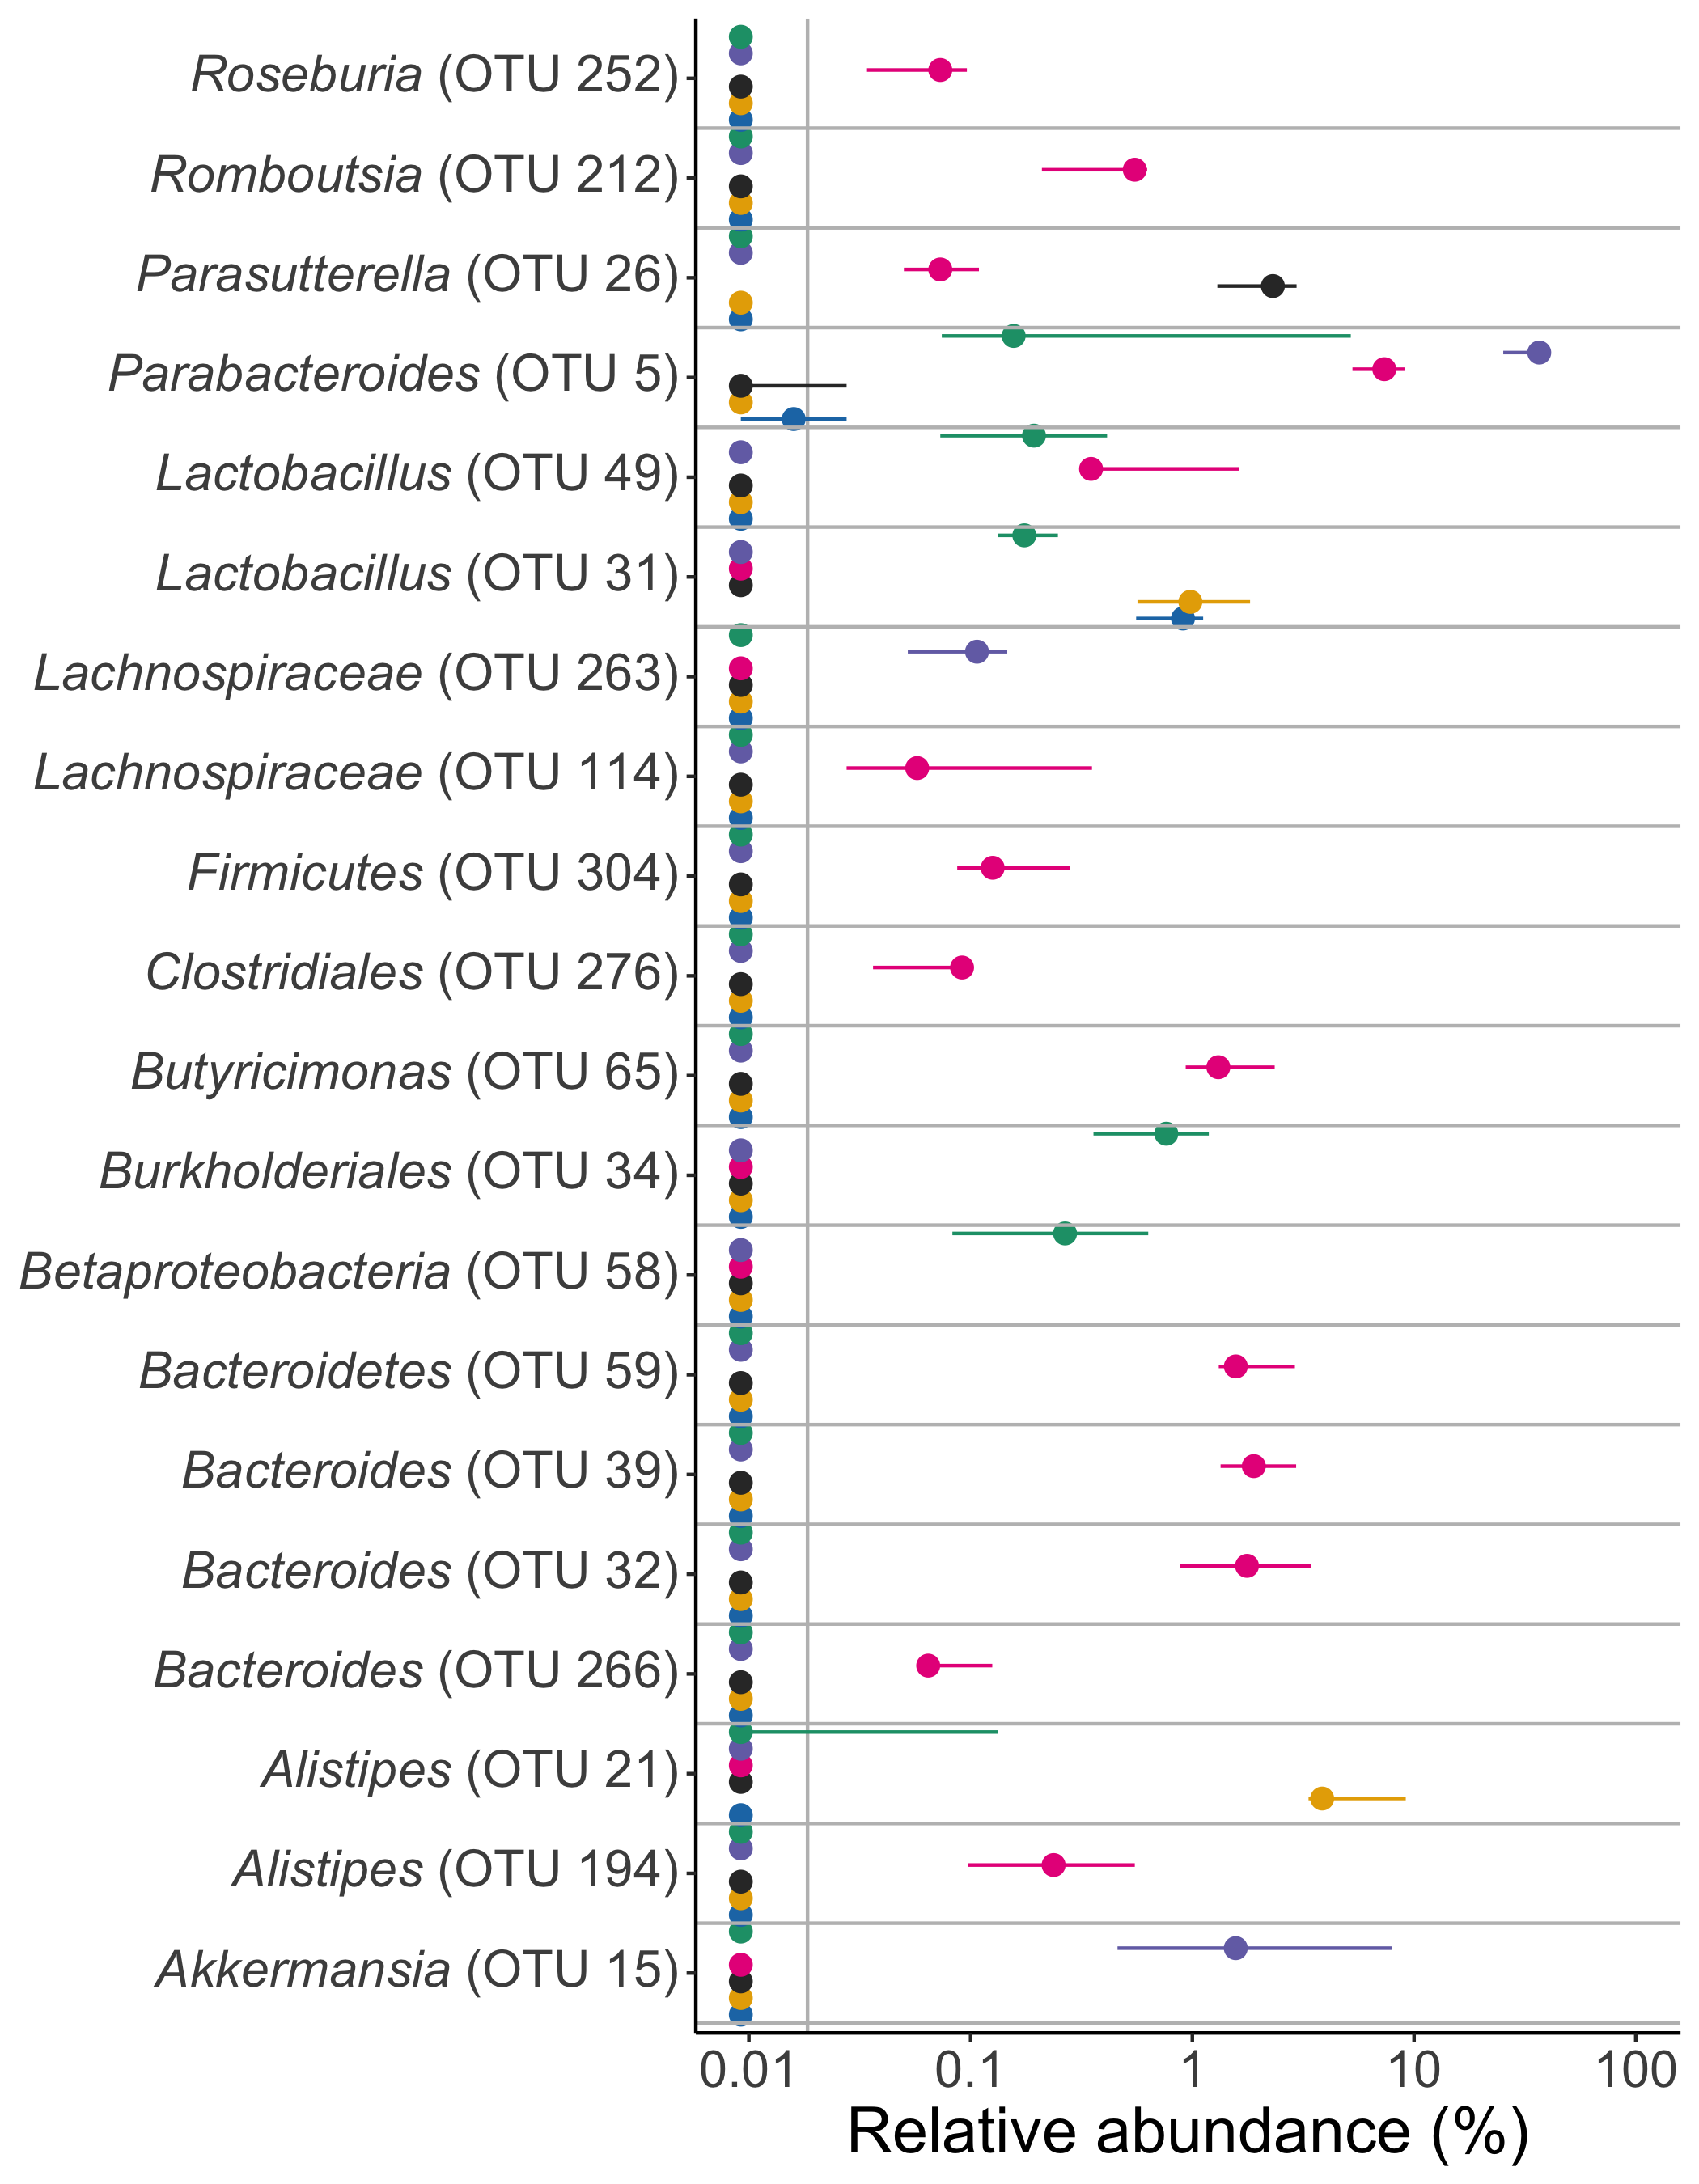 Roseburia (OTU 252)
Romboutsia (OTU 212)
Parasutterella (OTU 26)
Parabacteroides (OTU 5)
Lactobacillus (OTU 49)
Lactobacillus (OTU 31)
Lachnospiraceae (OTU 263)
Lachnospiraceae (OTU 114)
Firmicutes (OTU 304)
Clostridiales (OTU 276)
Butyricimonas (OTU 65)
Burkholderiales (OTU 34)
Betaproteobacteria (OTU 58)
Bacteroidetes (OTU 59)
Bacteroides (OTU 39)
Bacteroides (OTU 32)
Bacteroides (OTU 266)
Alistipes (OTU 21)
Alistipes (OTU 194)
Akkermansia (OTU 15)
0.01 0.1 1 10 100
Relative abundance (%)